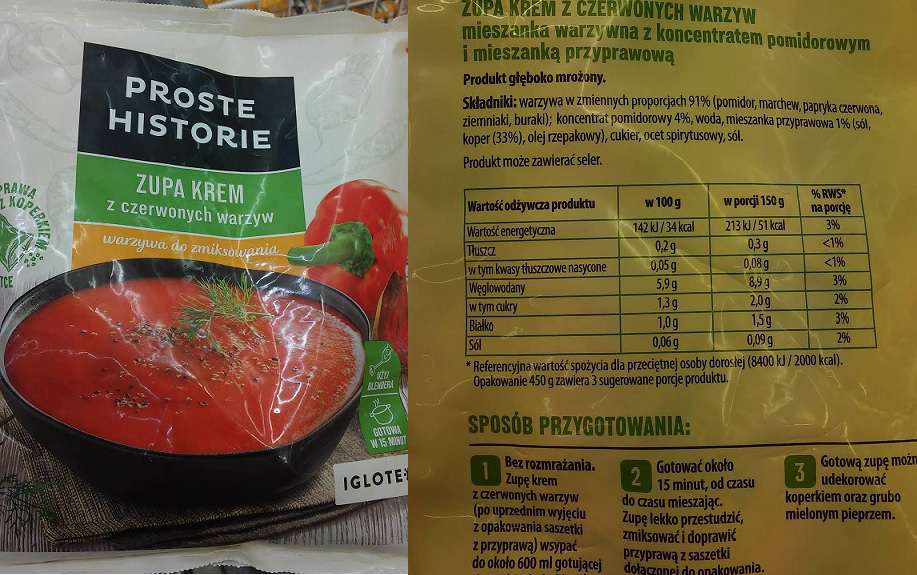 PROSTE
HISTORIE
ZUPA KREM
z czerwonych warzyw
warzywa do zmiksowania
Z KOPERKIEM
UŻYJ
BLENDERA
GOTOWA
W 15 MINUT
IGLOTE
ZUPA KREM Z CZERWONYCH WARZYW
mieszanka warzywna z koncentratem pomidorowym
i mieszanką przyprawową
Produkt głęboko mrożony.
Składniki: warzywa w zmiennych proporcjach 91% (pomidor, marchew, papryka czerwona,
ziemniaki, buraki); koncentrat pomidorowy 4%, woda, mieszanka przyprawowa 1% (sól,
koper (33%), olej rzepakowy), cukier, ocet spirytusowy, sól.
Produkt może zawierać seler.
Wartość odżywcza produktu w 100 g w porcji 150 g % RWS* na porcję
Wartość energetyczna 142 kJ / 34 kcal 213 kJ / 51 kcal 3%
Tłuszcz 0,2 g 0,3 g <1%
w tym kwasy tłuszczowe nasycone 0,05 g 0,08 g <1%
Węglowodany 5,9 g 8,9 g 3%
w tym cukry 1,3 g 2,0 g 2%
Białko 1,0 g 1,5 g 3%
Sól 0,06 g 0,09 g 2%
* Referencyjna wartość spożycia dla przeciętnej osoby dorosłej (8400 kJ / 2000 kcal).
Opakowanie 450 g zawiera 3 sugerowane porcje produktu.
SPOSÓB PRZYGOTOWANIA:
1 Bez rozmrażania.
Zupę krem
z czerwonych warzyw
(po uprzednim wyjęciu
z opakowania saszetki
z przyprawą) wsypać
do około 600 ml gotującej
2 Gotować około
15 minut, od czasu
do czasu mieszając.
Zupę lekko przestudzić,
zmiksować i doprawić
przyprawą z saszetki
dołączonej do opakowania.
3 Gotową zupę możn
udekorować
koperkiem oraz grubo
mielonym pieprzem.